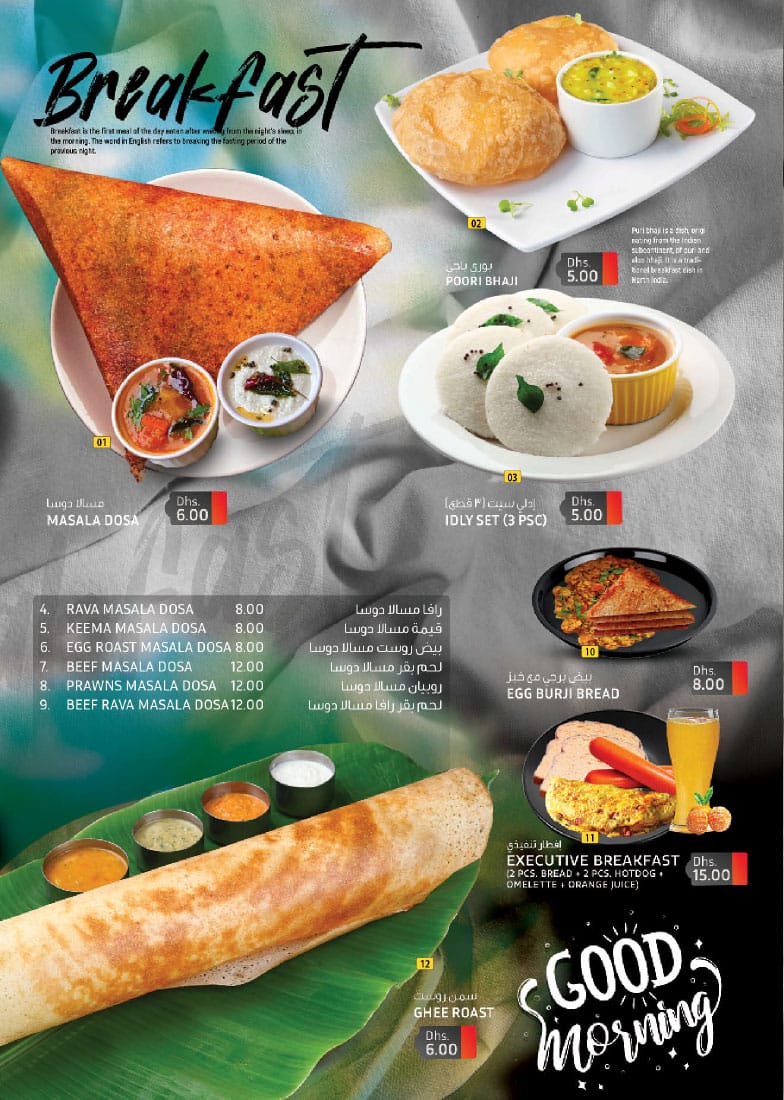 Breakfast
Breakfast is the first meal of the day eaten after waking from the night's sleep, in
the morning. The word in English refers to breaking the fasting period of the
previous night.
02
بوري باجي
POORI BHAJI
Dhs.
5.00
Puri bhaji is a dish, origi
nating from the Indian
subcontinent, of puri and
aloo bhaji. It is a tradi-
tional breakfast dish in
North India.
01
مسالا دوسا
MASALA DOSA
Dhs.
6.00
03
إدلي سيت (٣ قطع)
IDLY SET (3 PSC)
Dhs.
5.00
4. RAVA MASALA DOSA 8.00 رافا مسالا دوسا
5. KEEMA MASALA DOSA 8.00 قيمة مسالا دوسا
6. EGG ROAST MASALA DOSA 8.00 بيض روست مسالا دوسا
7. BEEF MASALA DOSA 12.00 لحم بقر مسالا دوسا
8. PRAWNS MASALA DOSA 12.00 روبيان مسالا دوسا
9. BEEF RAVA MASALA DOSA 12.00 لحم بقر رافا مسالا دوسا
10
بيض برجي مع خبز
EGG BURJI BREAD
Dhs.
8.00
11
إفطار تنفيذي
EXECUTIVE BREAKFAST
(2 PCS. BREAD + 2 PCS. HOTDOG +
OMELETTE + ORANGE JUICE)
Dhs.
15.00
12
سمن روست
GHEE ROAST
Dhs.
6.00
GOOD
Morning